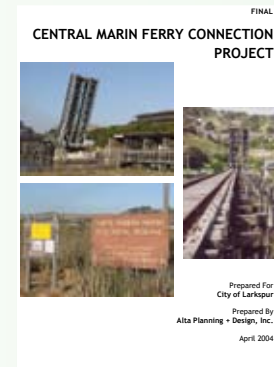 FINAL
CENTRAL MARIN FERRY CONNECTION
PROJECT
Prepared For
City of Larkspur
Prepared By
Alta Planning + Design, Inc.
April 2004